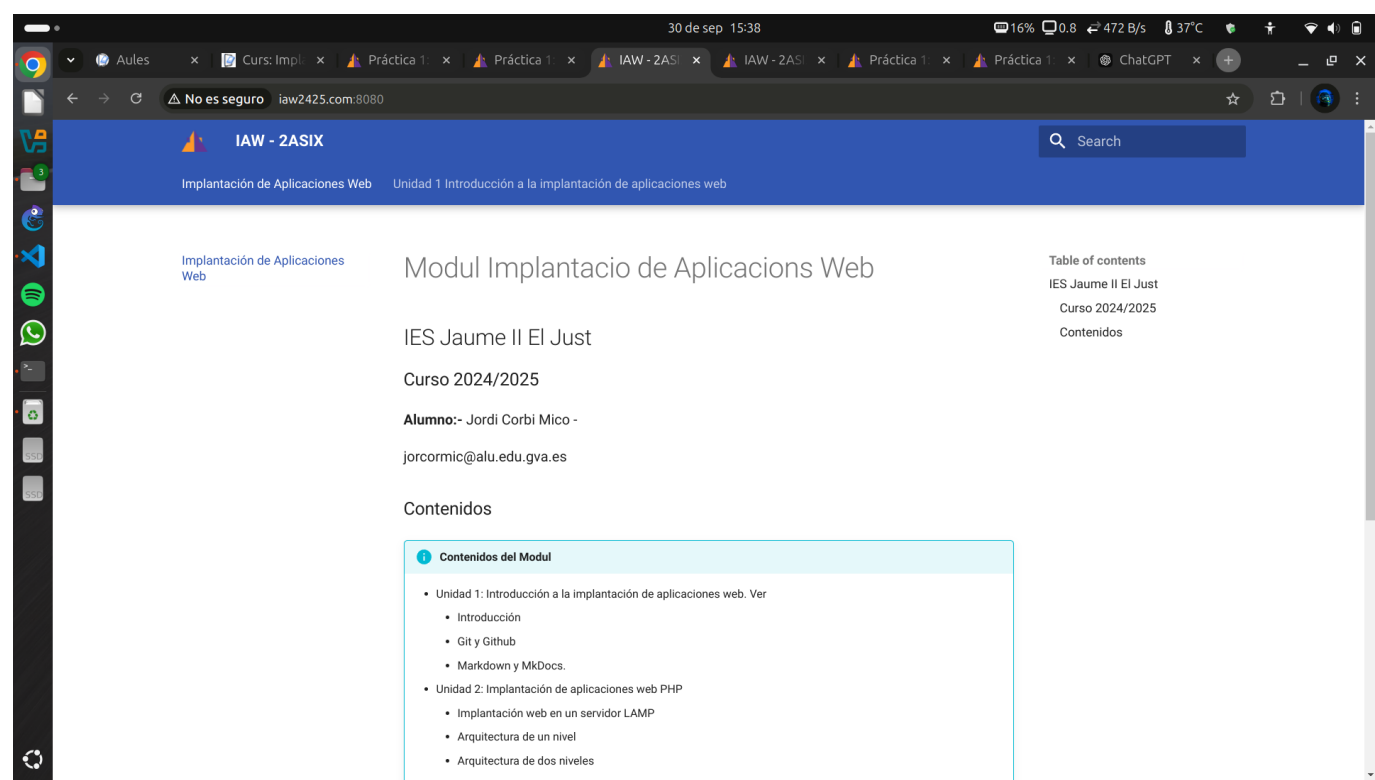 30 de sep 15:38
16% 0.8 472 B/s 37°C
Aules
Curs: Impl
Práctica 1:
Práctica 1:
IAW - 2ASI
IAW - 2ASI
Práctica 1:
Práctica 1:
ChatGPT
No es seguro iaw2425.com:8080
3
IAW - 2ASIX
Search
Implantación de Aplicaciones Web Unidad 1 Introducción a la implantación de aplicaciones web
Implantación de Aplicaciones
Web
Modul Implantacio de Aplicacions Web
IES Jaume II El Just
Curso 2024/2025
Alumno:- Jordi Corbi Mico -
jorcormic@alu.edu.gva.es
Contenidos
Contenidos del Modul
Unidad 1: Introducción a la implantación de aplicaciones web. Ver
Introducción
Git y Github
Markdown y MkDocs.
Unidad 2: Implantación de aplicaciones web PHP
Implantación web en un servidor LAMP
Arquitectura de un nivel
Arquitectura de dos niveles
Table of contents
IES Jaume II El Just
Curso 2024/2025
Contenidos
SSD
SSD